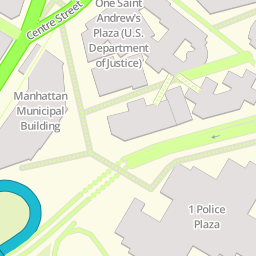 One Saint
Andrew's
Plaza (U.S.
Department
of Justice)
Centre Street
Manhattan
Municipal
Building
1 Police
Plaza